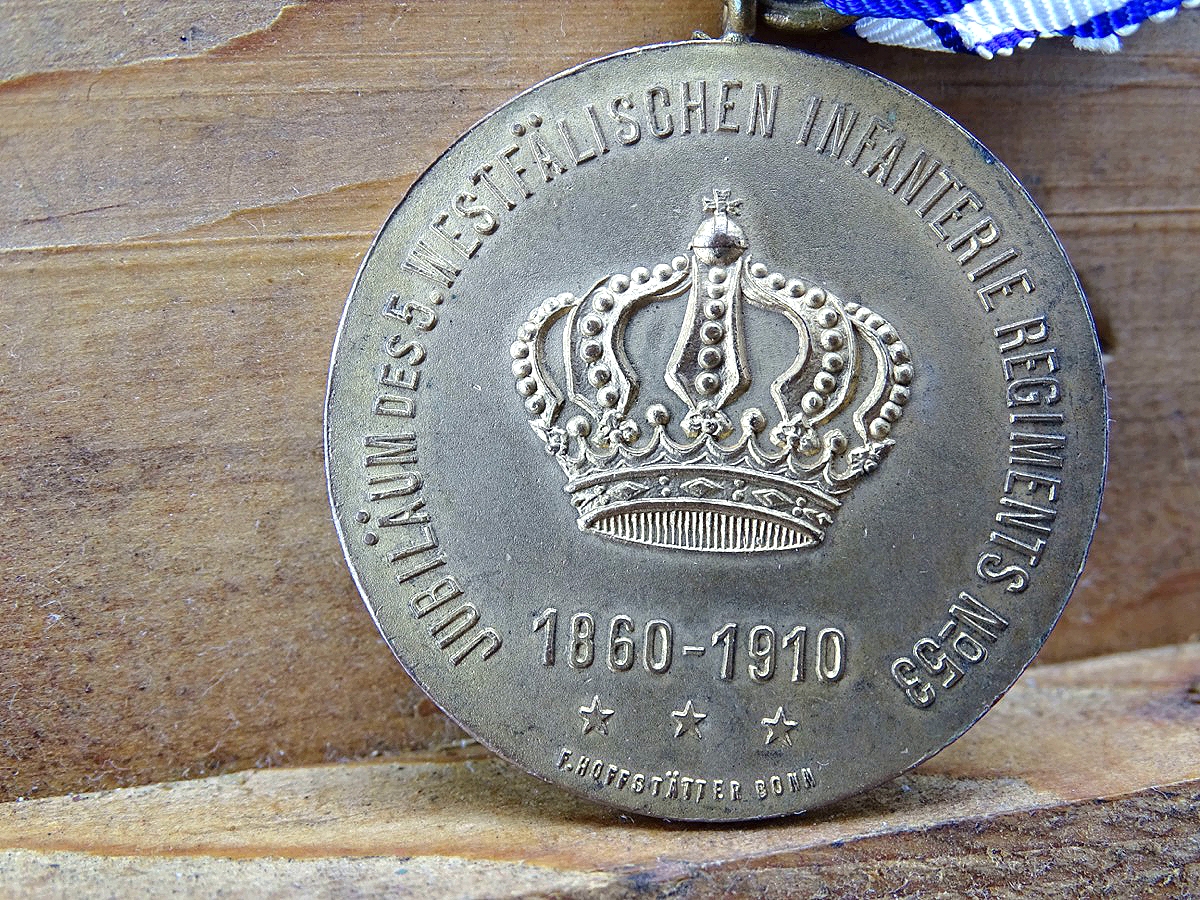 JUBILÄUM DES 5. WESTFÄLISCHEN INFANTERIE REGIMENTS No 53
1860-1910
F. HOFFSTÄTTER BONN